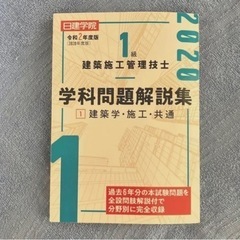 日建学院
令和2年度版
1級
建築施工管理技士
2020
学科問題解説集
1 建築学・施工・共通
1
過去6年分の本試験問題を
全設問解説付で
分野別に完全収録